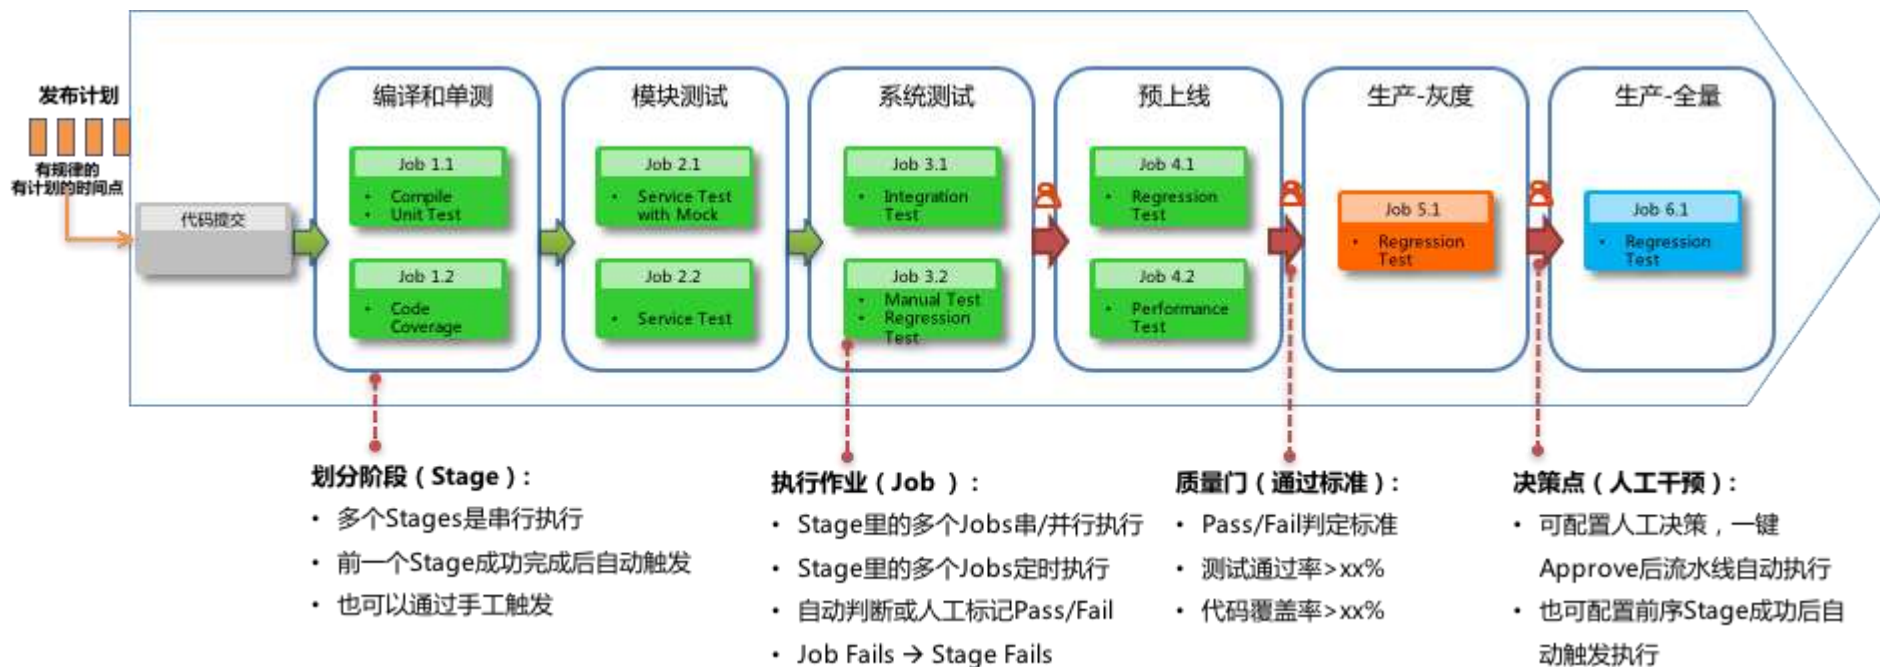 发布计划
有规律的
有计划的时间点
代码提交
编译和单测
Job 1.1
• Compile
• Unit Test
Job 1.2
• Code
Coverage
模块测试
Job 2.1
• Service Test
with Mock
Job 2.2
• Service Test
系统测试
Job 3.1
• Integration
Test
Job 3.2
• Manual Test
• Regression
Test
预上线
Job 4.1
• Regression
Test
Job 4.2
• Performance
Test
生产-灰度
Job 5.1
• Regression
Test
生产-全量
Job 6.1
• Regression
Test
划分阶段（Stage）：
• 多个Stages是串行执行
• 前一个Stage成功完成后自动触发
• 也可以通过手工触发
执行作业（Job ）：
• Stage里的多个Jobs串/并行执行
• Stage里的多个Jobs定时执行
• 自动判断或人工标记Pass/Fail
• Job Fails → Stage Fails
质量门（通过标准）：
• Pass/Fail判定标准
• 测试通过率>xx%
• 代码覆盖率>xx%
决策点（人工干预）：
• 可配置人工决策，一键
Approve后流水线自动执行
• 也可配置前序Stage成功后自
动触发执行